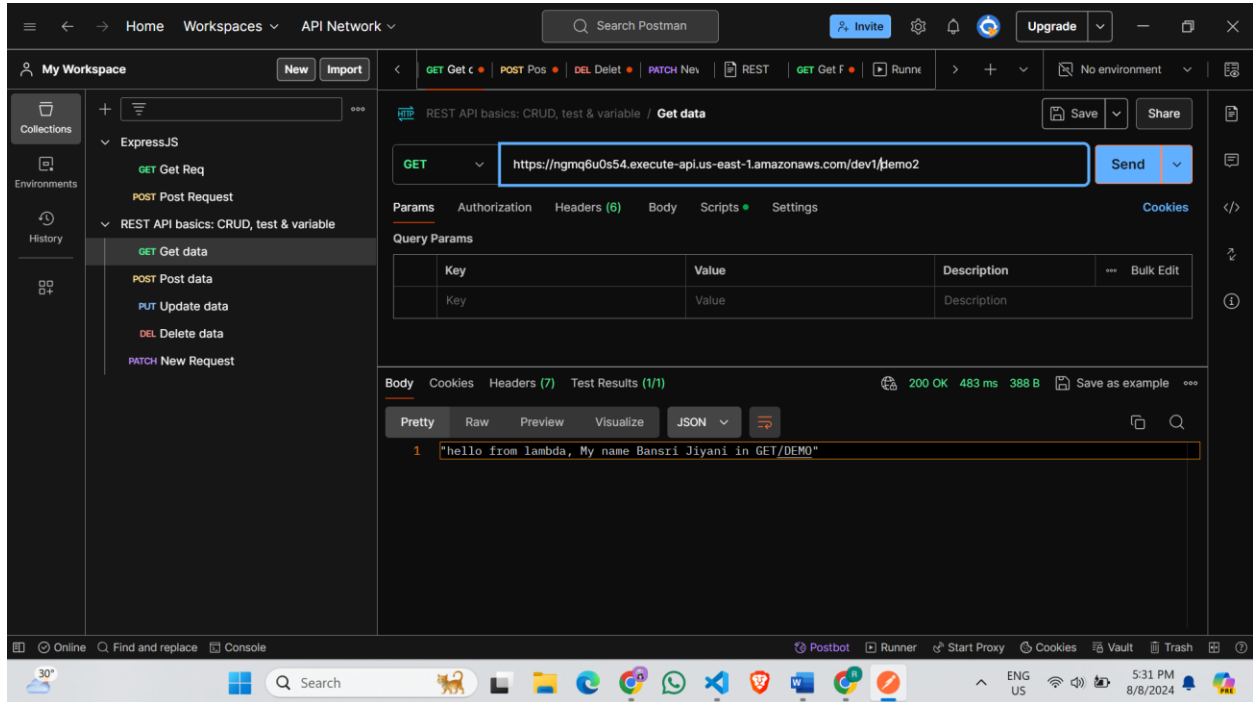 Home Workspaces API Network Search Postman Invite Upgrade
My Workspace New Import GET Get c POST Pos DEL Delet PATCH Nev REST GET Get F Runne No environment
Collections
Environments
History
ExpressJS
GET Get Req
POST Post Request
REST API basics: CRUD, test & variable
GET Get data
POST Post data
PUT Update data
DEL Delete data
PATCH New Request
HTTP REST API basics: CRUD, test & variable / Get data Save Share
GET https://ngmq6u0s54.execute-api.us-east-1.amazonaws.com/dev1/demo2 Send
Params Authorization Headers (6) Body Scripts Settings Cookies
Query Params
Key Value Description Bulk Edit
Key Value Description
Body Cookies Headers (7) Test Results (1/1) 200 OK 483 ms 388 B Save as example
Pretty Raw Preview Visualize JSON
1 "hello from lambda, My name Bansri Jiyani in GET/DEMO"
Online Find and replace Console Postbot Runner Start Proxy Cookies Vault Trash
30° Search ENG US 5:31 PM 8/8/2024 PRE